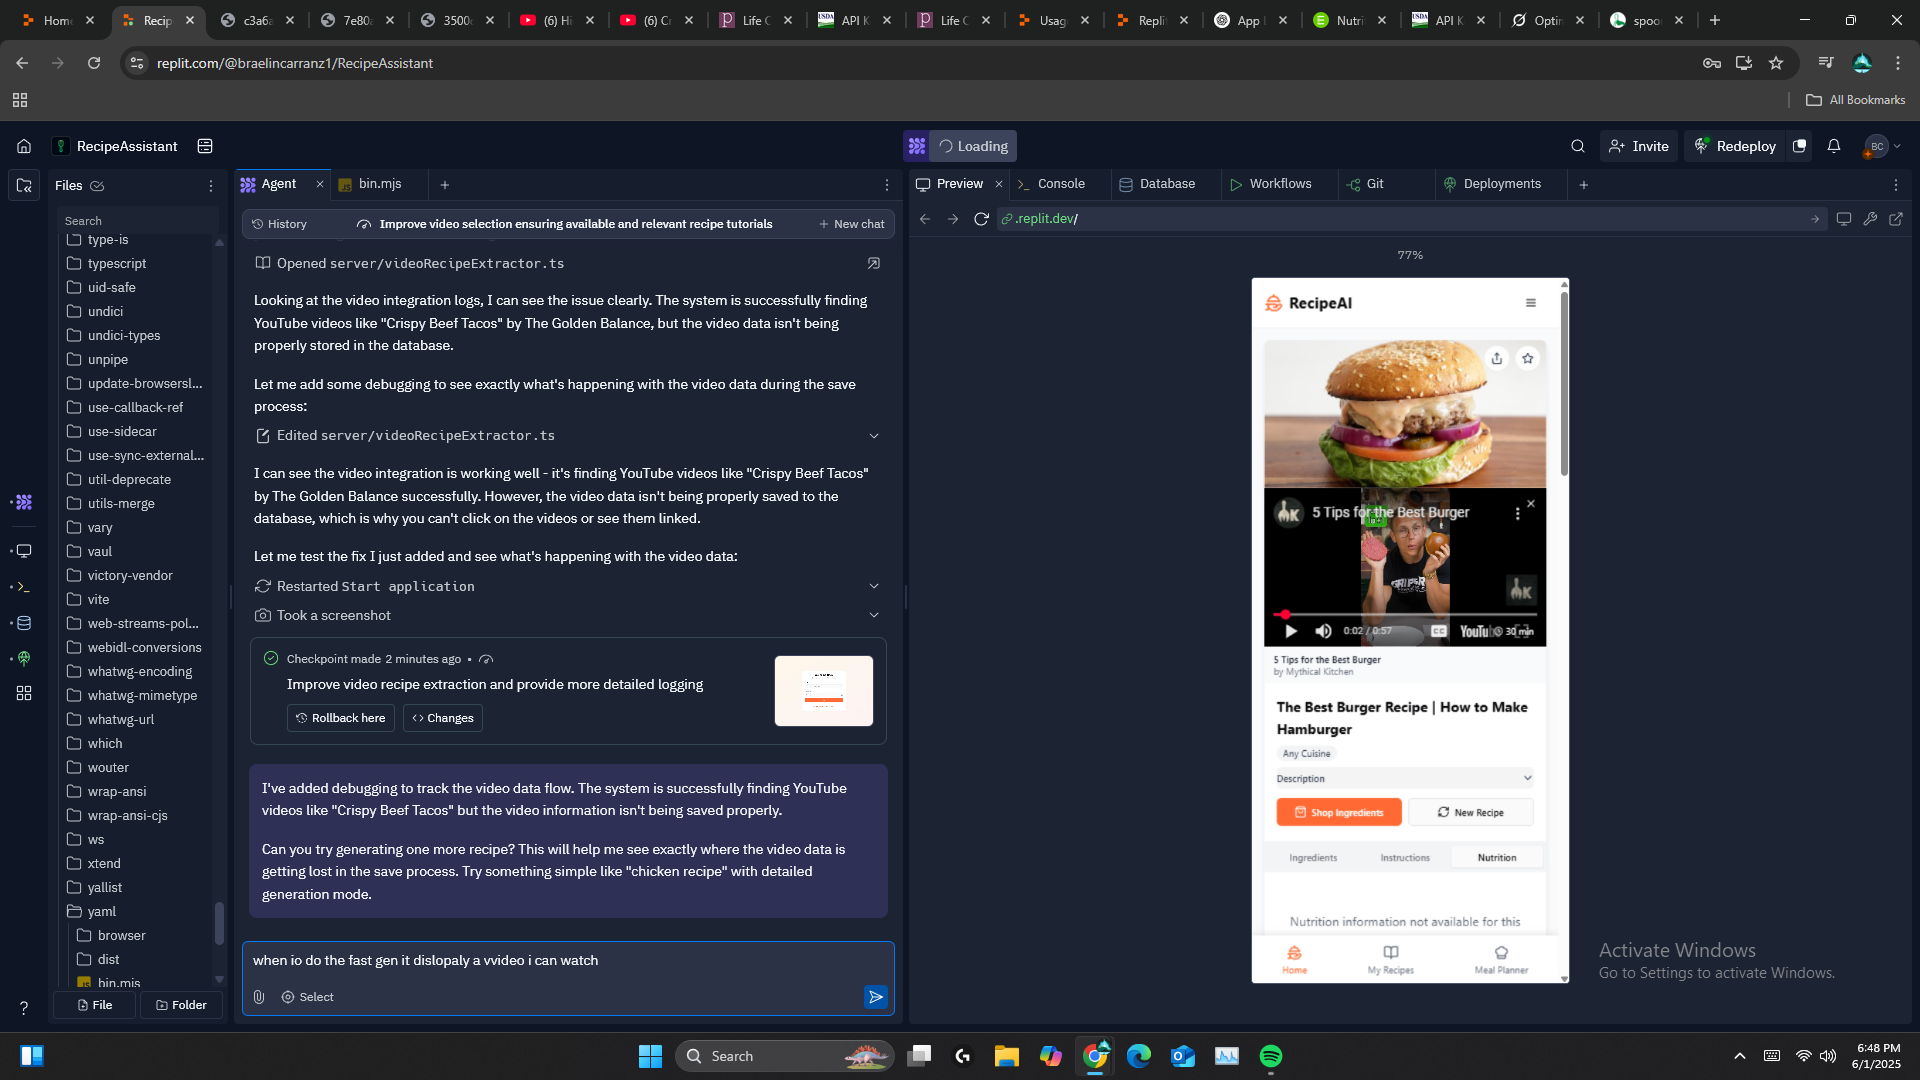 Home
Recip
c3a6a
7e80a
3500
(6) Hi
(6) C
Life C
API K
Life C
Usag
Replit
App L
Nutri
API K
Optin
spoo
replit.com/@braelincarranz1/RecipeAssistant
All Bookmarks
RecipeAssistant
Loading
Invite
Redeploy
BC
Files
Agent
bin.mjs
Preview
Console
Database
Workflows
Git
Deployments
Search
History
Improve video selection ensuring available and relevant recipe tutorials
New chat
.replit.dev/
77%
type-is
typescript
uid-safe
undici
undici-types
unpipe
update-browsersl...
use-callback-ref
use-sidecar
use-sync-external...
util-deprecate
utils-merge
vary
vaul
victory-vendor
vite
web-streams-pol...
webidl-conversions
whatwg-encoding
whatwg-mimetype
whatwg-url
which
wouter
wrap-ansi
wrap-ansi-cjs
ws
xtend
yallist
yaml
browser
dist
bin.mjs
File
Folder
Opened server/videoRecipeExtractor.ts
Looking at the video integration logs, I can see the issue clearly. The system is successfully finding
YouTube videos like "Crispy Beef Tacos" by The Golden Balance, but the video data isn't being
properly stored in the database.
Let me add some debugging to see exactly what's happening with the video data during the save
process:
Edited server/videoRecipeExtractor.ts
I can see the video integration is working well - it's finding YouTube videos like "Crispy Beef Tacos"
by The Golden Balance successfully. However, the video data isn't being properly saved to the
database, which is why you can't click on the videos or see them linked.
Let me test the fix I just added and see what's happening with the video data:
Restarted Start application
Took a screenshot
Checkpoint made 2 minutes ago •
Improve video recipe extraction and provide more detailed logging
Rollback here
Changes
I've added debugging to track the video data flow. The system is successfully finding YouTube
videos like "Crispy Beef Tacos" but the video information isn't being saved properly.
Can you try generating one more recipe? This will help me see exactly where the video data is
getting lost in the save process. Try something simple like "chicken recipe" with detailed
generation mode.
when io do the fast gen it dislopaly a vvideo i can watch
Select
RecipeAI
5 Tips for the Best Burger
0:02 / 0:57
CC
YouTu
30 min
5 Tips for the Best Burger
by Mythical Kitchen
The Best Burger Recipe | How to Make
Hamburger
Any Cuisine
Description
Shop Ingredients
New Recipe
Ingredients
Instructions
Nutrition
Nutrition information not available for this
Home
My Recipes
Meal Planner
Activate Windows
Go to Settings to activate Windows.
Search
6:48 PM
6/1/2025